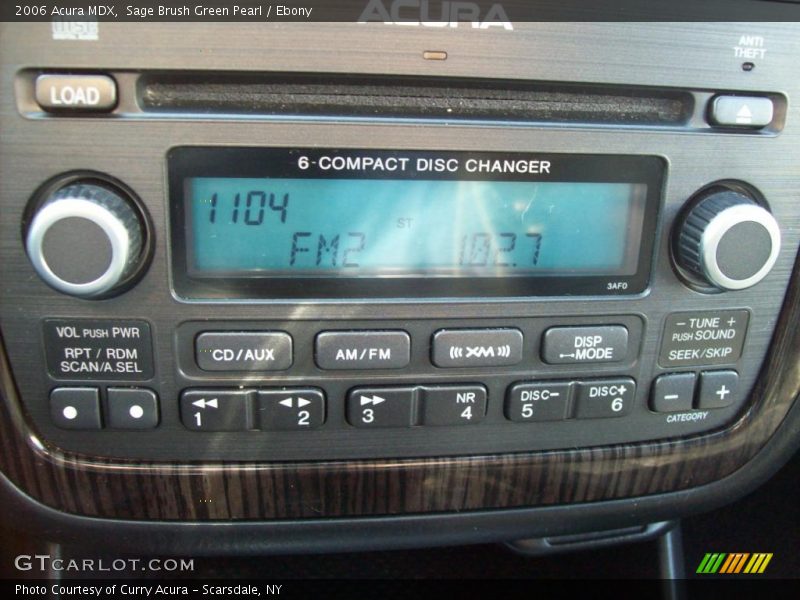 2006 Acura MDX, Sage Brush Green Pearl / Ebony
ACURA
DISC
ANTI
THEFT
LOAD
6-COMPACT DISC CHANGER
1104
ST
FM2 102.7
3AF0
VOL PUSH PWR
RPT / RDM
SCAN/A.SEL
CD/AUX
AM/FM
XM
DISP
MODE
− TUNE +
PUSH SOUND
SEEK/SKIP
1
2
3
NR
4
DISC−
5
DISC+
6
− +
CATEGORY
GTCARLOT.COM
Photo Courtesy of Curry Acura - Scarsdale, NY